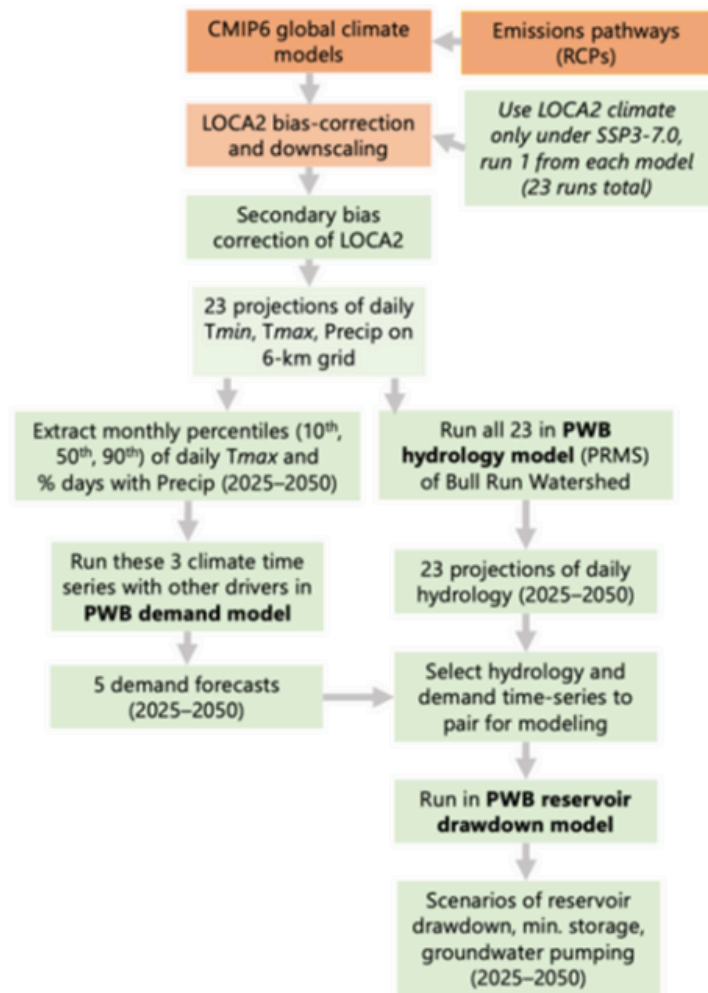 CMIP6 global climate
models
Emissions pathways
(RCPs)
LOCA2 bias-correction
and downscaling
Use LOCA2 climate
only under SSP3-7.0,
run 1 from each model
(23 runs total)
Secondary bias
correction of LOCA2
23 projections of daily
Tmin, Tmax, Precip on
6-km grid
Extract monthly percentiles (10th,
50th, 90th) of daily Tmax and
% days with Precip (2025–2050)
Run all 23 in PWB
hydrology model (PRMS)
of Bull Run Watershed
Run these 3 climate time
series with other drivers in
PWB demand model
23 projections of daily
hydrology (2025–2050)
5 demand forecasts
(2025–2050)
Select hydrology and
demand time-series to
pair for modeling
Run in PWB reservoir
drawdown model
Scenarios of reservoir
drawdown, min. storage,
groundwater pumping
(2025–2050)